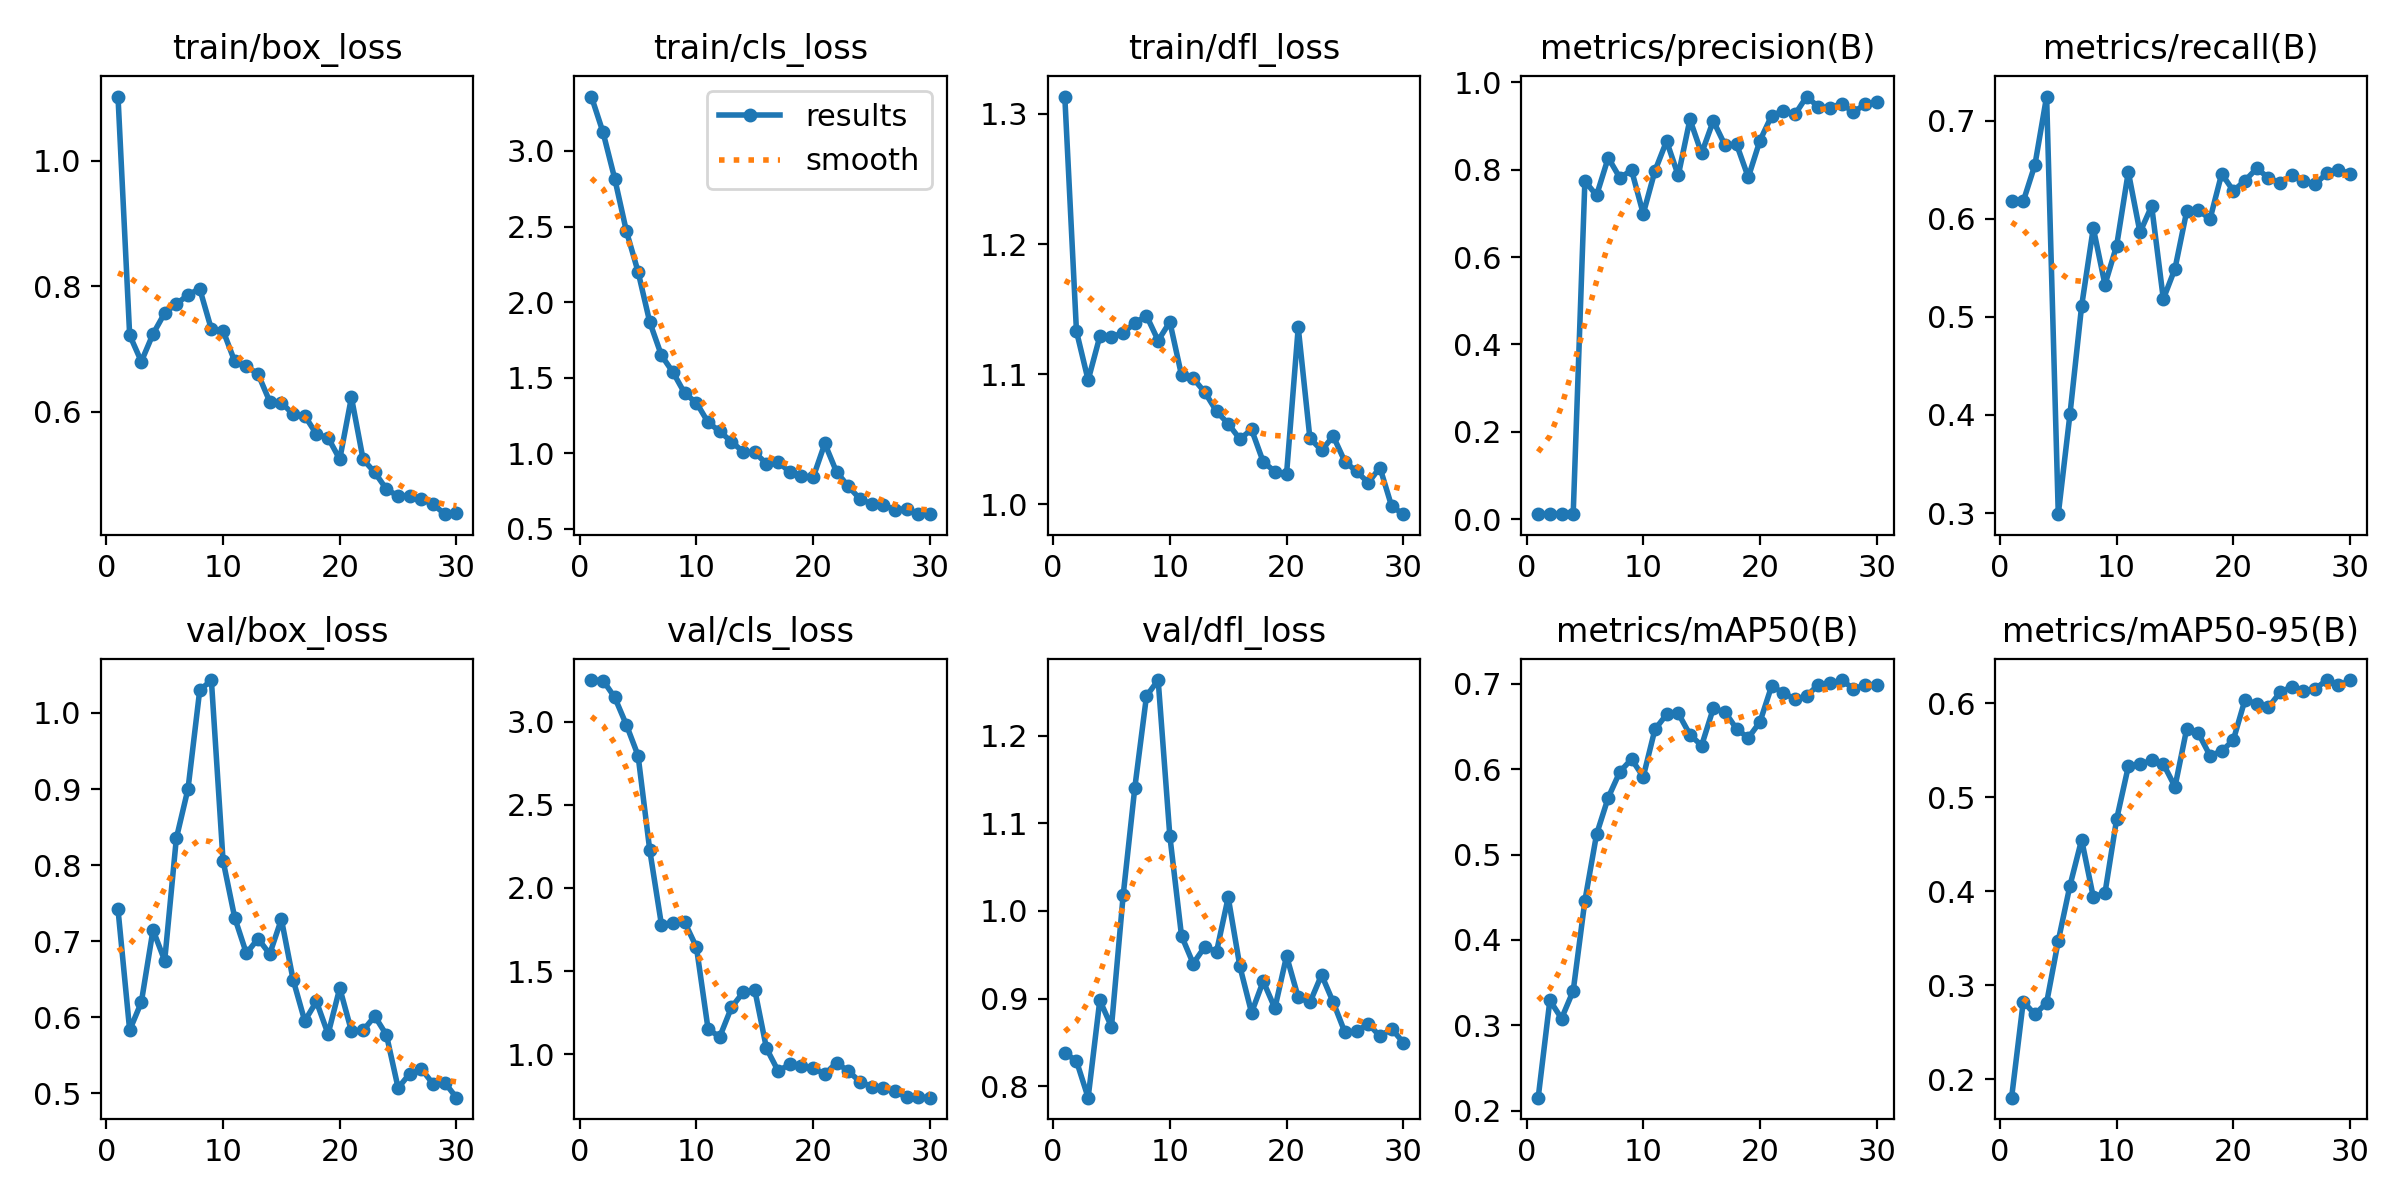 train/box_loss
1.0
0.8
0.6
0 10 20 30
train/cls_loss
results
smooth
3.0
2.5
2.0
1.5
1.0
0.5
0 10 20 30
train/dfl_loss
1.3
1.2
1.1
1.0
0 10 20 30
metrics/precision(B)
1.0
0.8
0.6
0.4
0.2
0.0
0 10 20 30
metrics/recall(B)
0.7
0.6
0.5
0.4
0.3
0 10 20 30
val/box_loss
1.0
0.9
0.8
0.7
0.6
0.5
0 10 20 30
val/cls_loss
3.0
2.5
2.0
1.5
1.0
0 10 20 30
val/dfl_loss
1.2
1.1
1.0
0.9
0.8
0 10 20 30
metrics/mAP50(B)
0.7
0.6
0.5
0.4
0.3
0.2
0 10 20 30
metrics/mAP50-95(B)
0.6
0.5
0.4
0.3
0.2
0 10 20 30